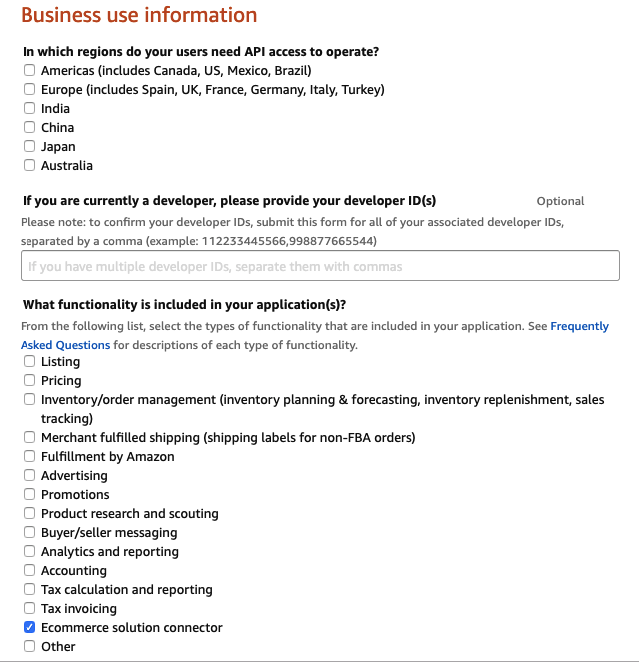 Business use information
In which regions do your users need API access to operate?
Americas (includes Canada, US, Mexico, Brazil)
Europe (includes Spain, UK, France, Germany, Italy, Turkey)
India
China
Japan
Australia
If you are currently a developer, please provide your developer ID(s) Optional
Please note: to confirm your developer IDs, submit this form for all of your associated developer IDs,
separated by a comma (example: 112233445566,998877665544)
If you have multiple developer IDs, separate them with commas
What functionality is included in your application(s)?
From the following list, select the types of functionality that are included in your application. See Frequently
Asked Questions for descriptions of each type of functionality.
Listing
Pricing
Inventory/order management (inventory planning & forecasting, inventory replenishment, sales
tracking)
Merchant fulfilled shipping (shipping labels for non-FBA orders)
Fulfillment by Amazon
Advertising
Promotions
Product research and scouting
Buyer/seller messaging
Analytics and reporting
Accounting
Tax calculation and reporting
Tax invoicing
Ecommerce solution connector
Other